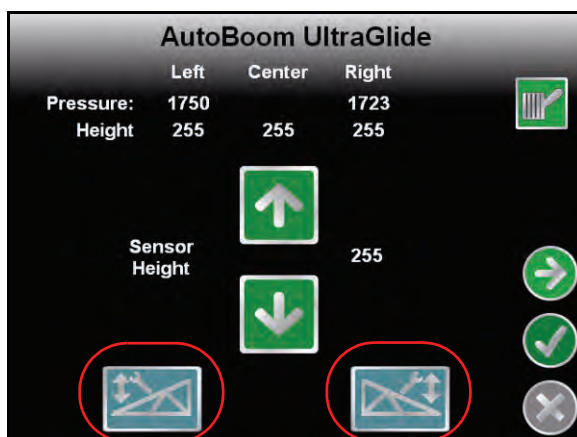 AutoBoom UltraGlide
Left Center Right
Pressure: 1750 1723
Height 255 255 255
Sensor
Height
255